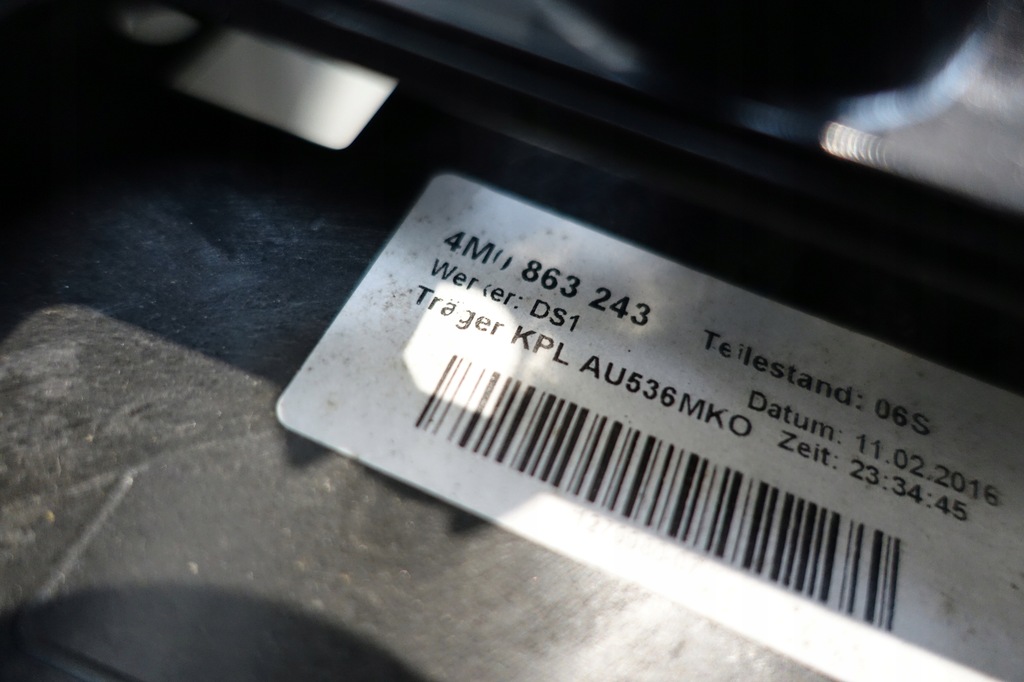 4M0 863 243
Werker: DS1 Teilestand: 06S
Träger KPL AU536MKO Datum: 11.02.2016
Zeit: 23:34:45